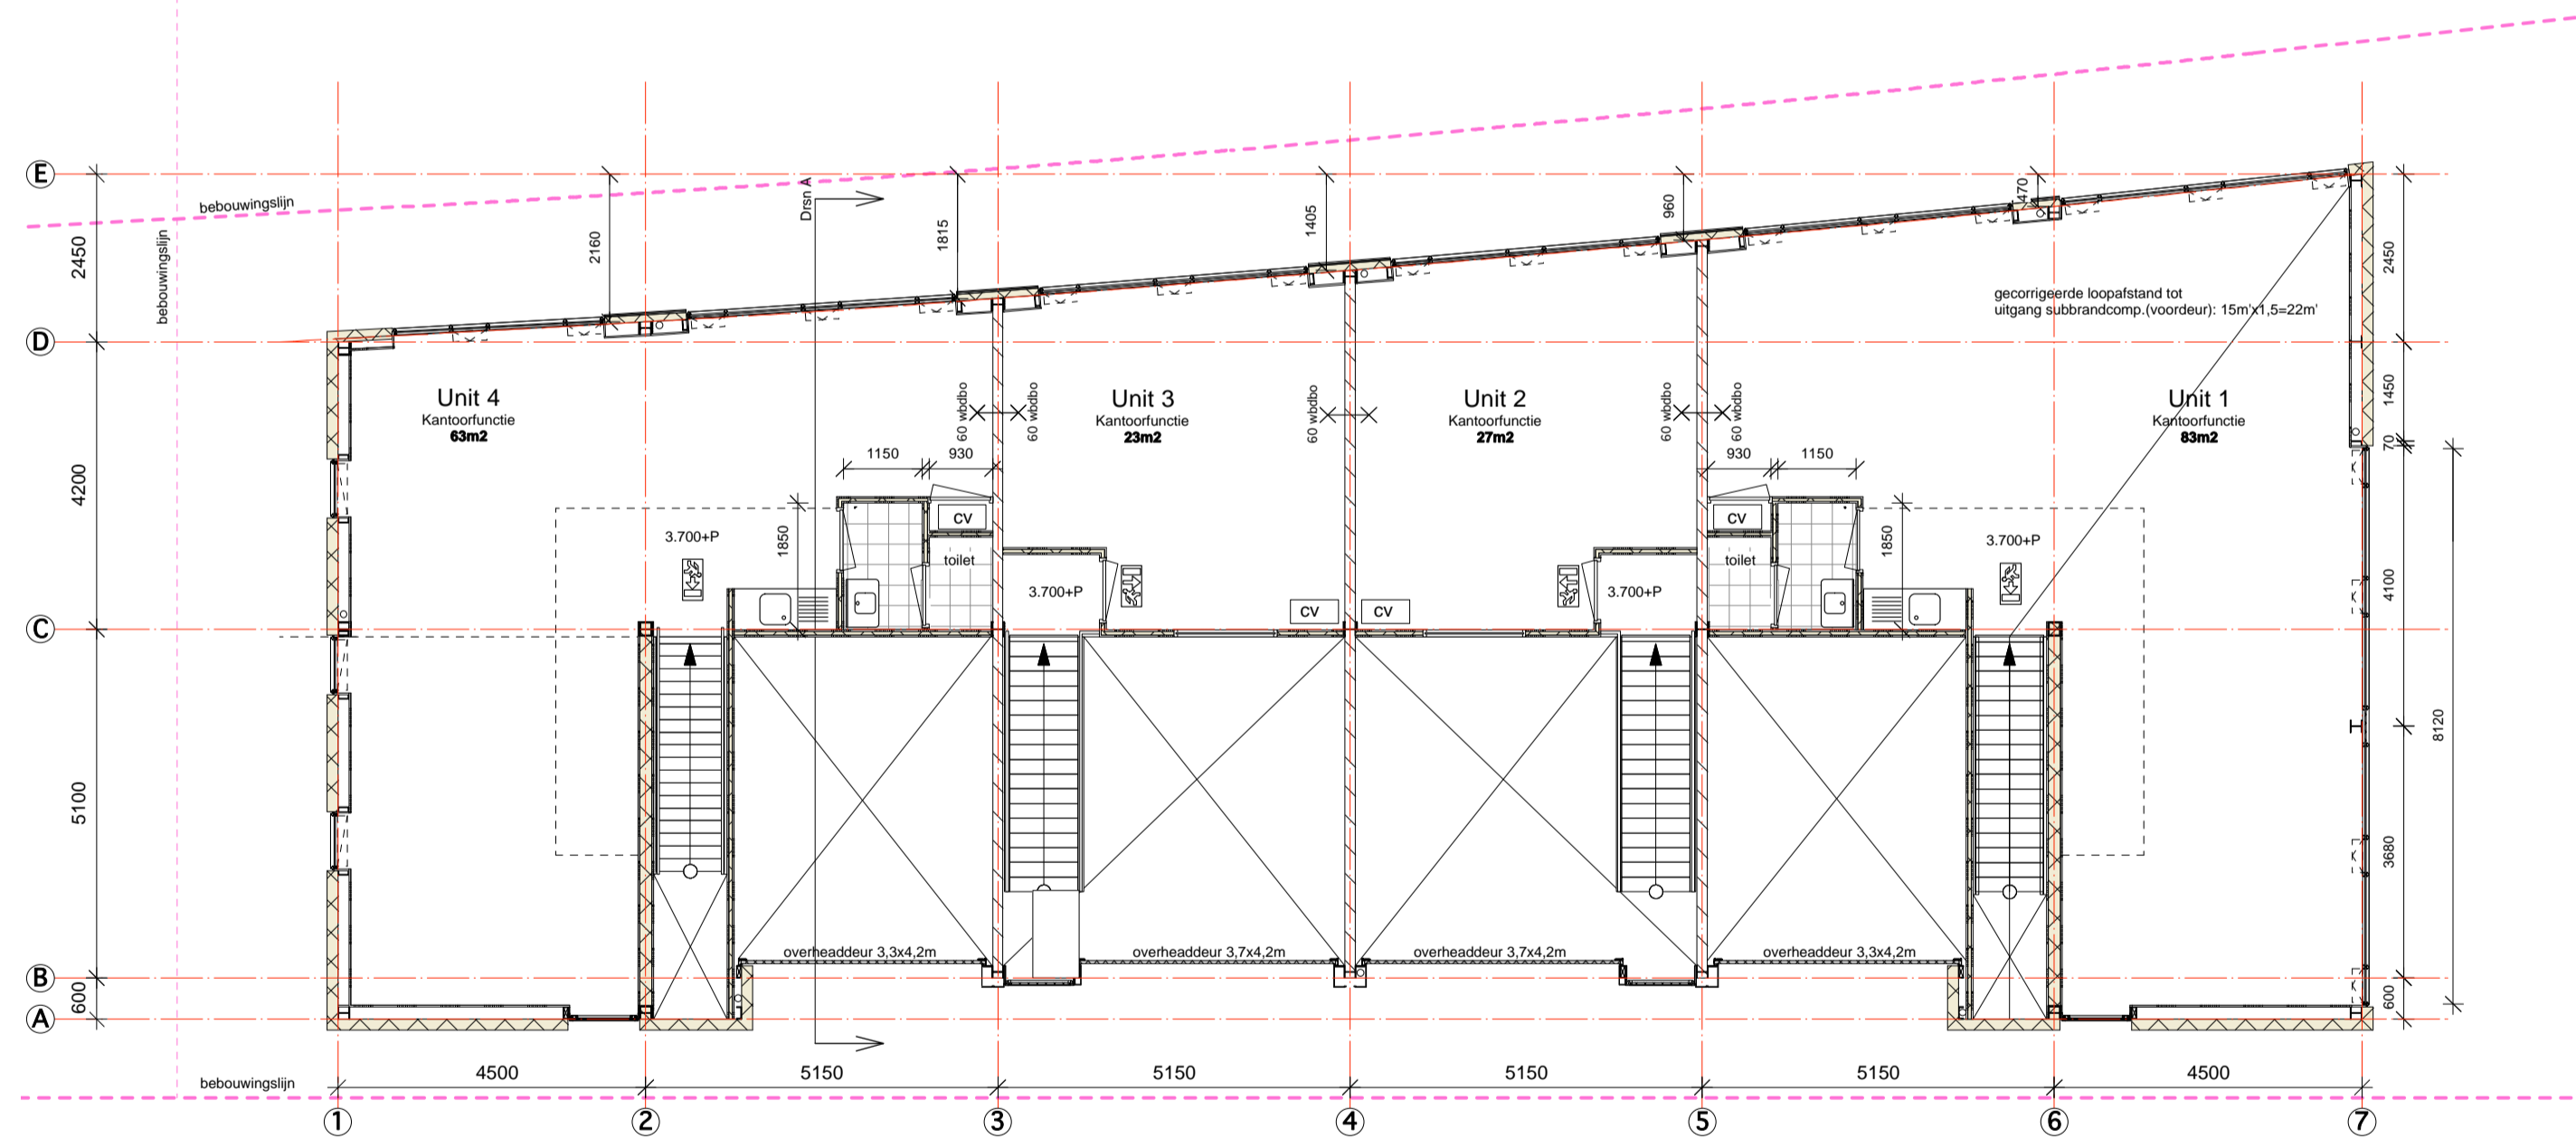 E
bebouwingslijn
bebouwingslijn
2450
2160
Drsn A
1815
1405
960
470
2450
gecorrigeerde loopafstand tot
uitgang subbrandcomp.(voordeur): 15m'x1,5=22m'
D
Unit 4
Kantoorfunctie
63m2
60 wbdbo
60 wbdbo
Unit 3
Kantoorfunctie
23m2
60 wbdbo
Unit 2
Kantoorfunctie
27m2
60 wbdbo
60 wbdbo
Unit 1
Kantoorfunctie
83m2
1450
70
4200
1150
930
930
1150
3.700+P
1850
CV
toilet
3.700+P
CV
CV
3.700+P
CV
toilet
1850
3.700+P
4100
C
5100
8120
3680
overheaddeur 3,3x4,2m
overheaddeur 3,7x4,2m
overheaddeur 3,7x4,2m
overheaddeur 3,3x4,2m
B
600
600
A
bebouwingslijn
4500
5150
5150
5150
5150
4500
1
2
3
4
5
6
7